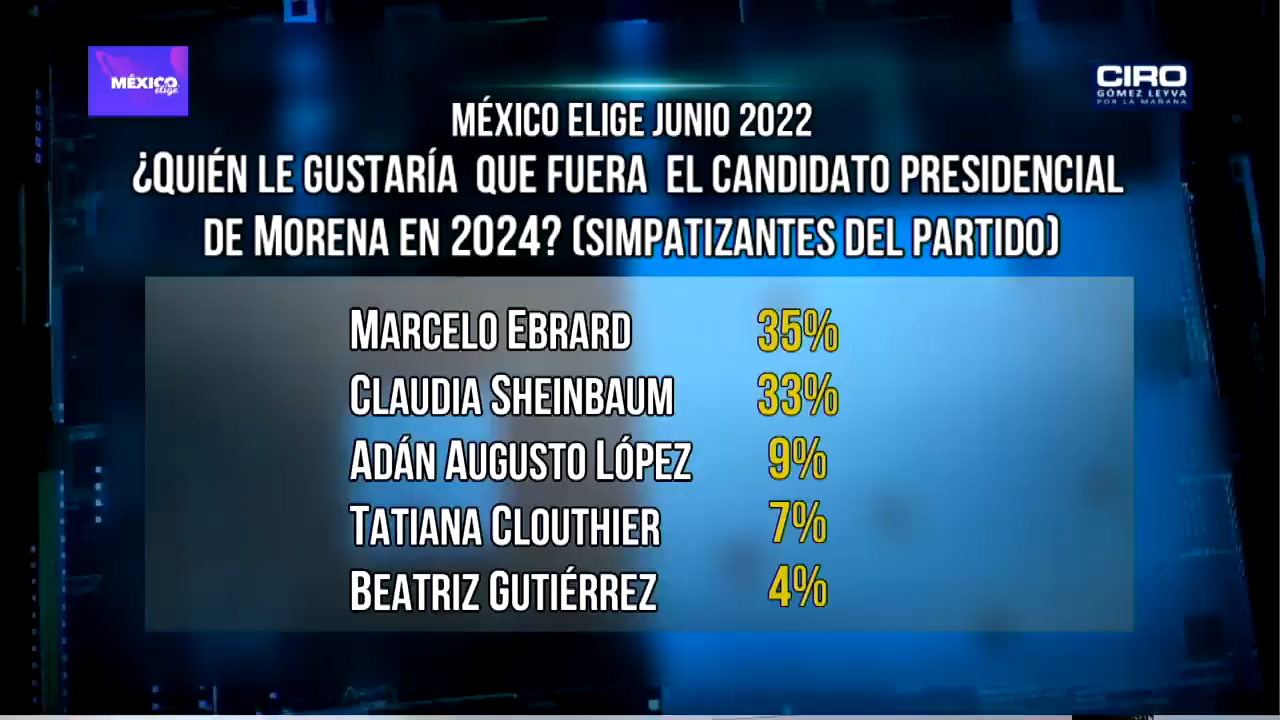 MÉXICO
elige
CIRO
GÓMEZ LEYVA
POR LA MAÑANA
MÉXICO ELIGE JUNIO 2022
¿QUIÉN LE GUSTARÍA QUE FUERA EL CANDIDATO PRESIDENCIAL
DE MORENA EN 2024? (SIMPATIZANTES DEL PARTIDO)
MARCELO EBRARD 35%
CLAUDIA SHEINBAUM 33%
ADÁN AUGUSTO LÓPEZ 9%
TATIANA CLOUTHIER 7%
BEATRIZ GUTIÉRREZ 4%